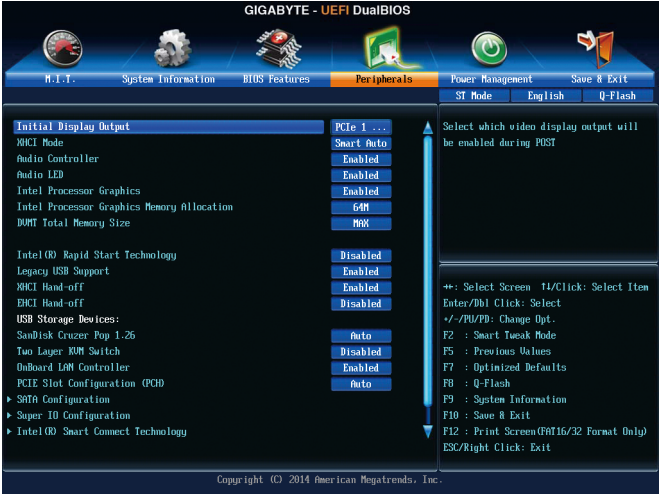 GIGABYTE - UEFI DualBIOS
M.I.T. System Information BIOS Features Peripherals Power Management Save & Exit
ST Mode English Q-Flash
Initial Display Output PCIe 1 ...
XHCI Mode Smart Auto
Audio Controller Enabled
Audio LED Enabled
Intel Processor Graphics Enabled
Intel Processor Graphics Memory Allocation 64M
DVMT Total Memory Size MAX
Intel(R) Rapid Start Technology Disabled
Legacy USB Support Enabled
XHCI Hand-off Enabled
EHCI Hand-off Disabled
USB Storage Devices:
SanDisk Cruzer Pop 1.26 Auto
Two Layer KVM Switch Disabled
OnBoard LAN Controller Enabled
PCIE Slot Configuration (PCH) Auto
SATA Configuration
Super IO Configuration
Intel(R) Smart Connect Technology
Select which video display output will
be enabled during POST
→←: Select Screen ↑↓/Click: Select Item
Enter/Dbl Click: Select
+/-/PU/PD: Change Opt.
F2 : Smart Tweak Mode
F5 : Previous Values
F7 : Optimized Defaults
F8 : Q-Flash
F9 : System Information
F10 : Save & Exit
F12 : Print Screen(FAT16/32 Format Only)
ESC/Right Click: Exit
Copyright (C) 2014 American Megatrends, Inc.